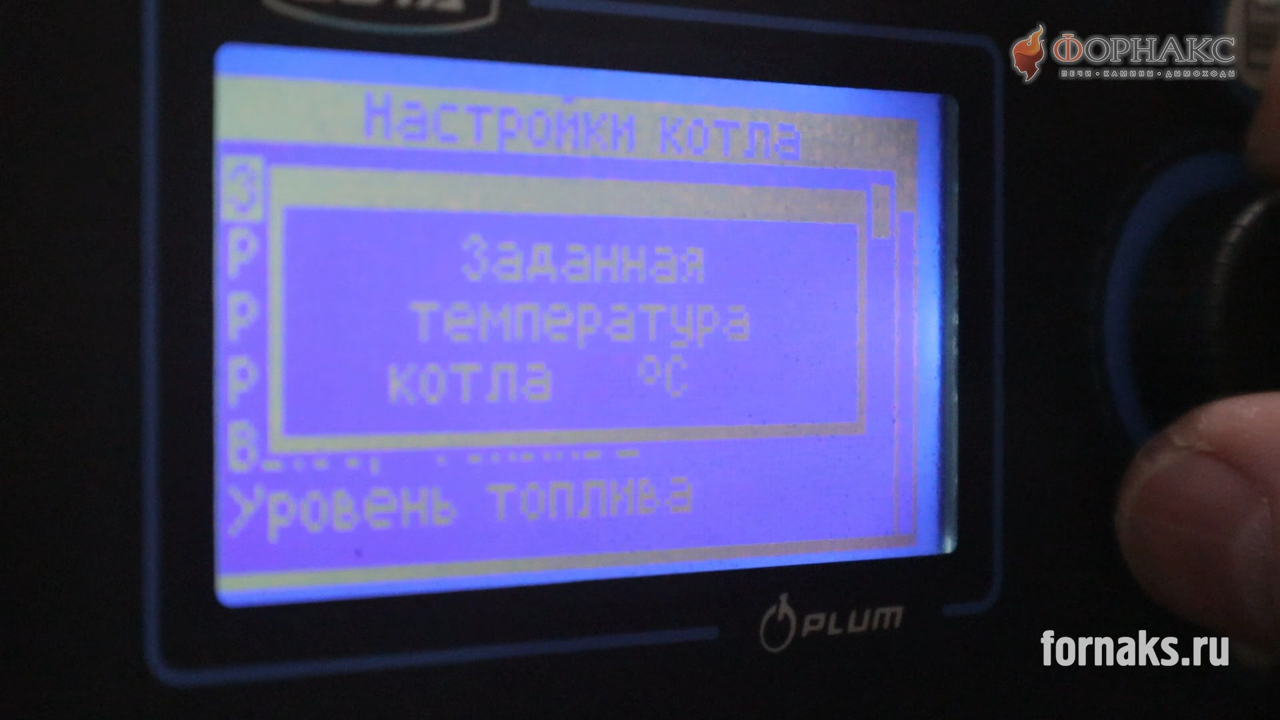 ФОРНАКС
ПЕЧИ • КАМИНЫ • ДЫМОХОДЫ
Настройки котла
З
Заданная
температура
котла °C
Р
Р
Р
В
Уровень топлива
PLUM
fornaks.ru